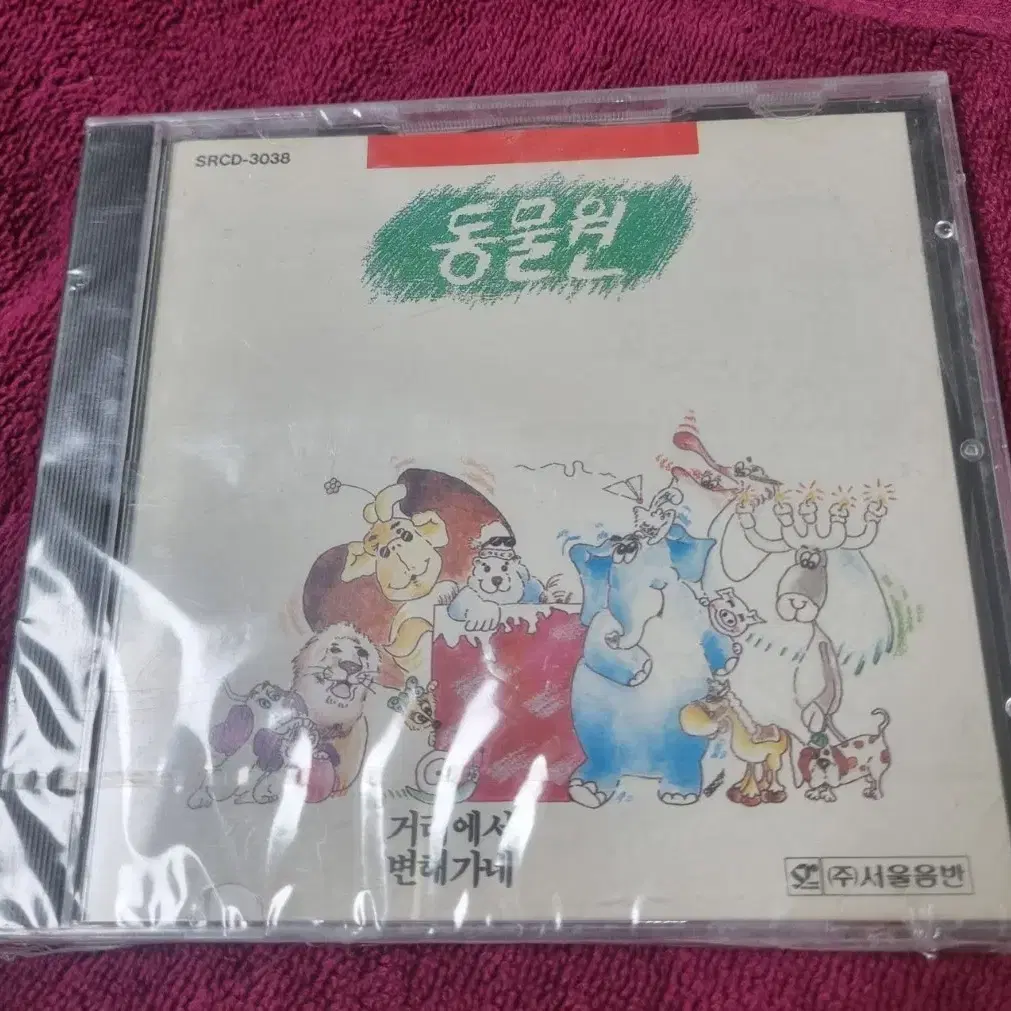 SRCD-3038
동물원
거리에서
변해가네
(주)서울음반